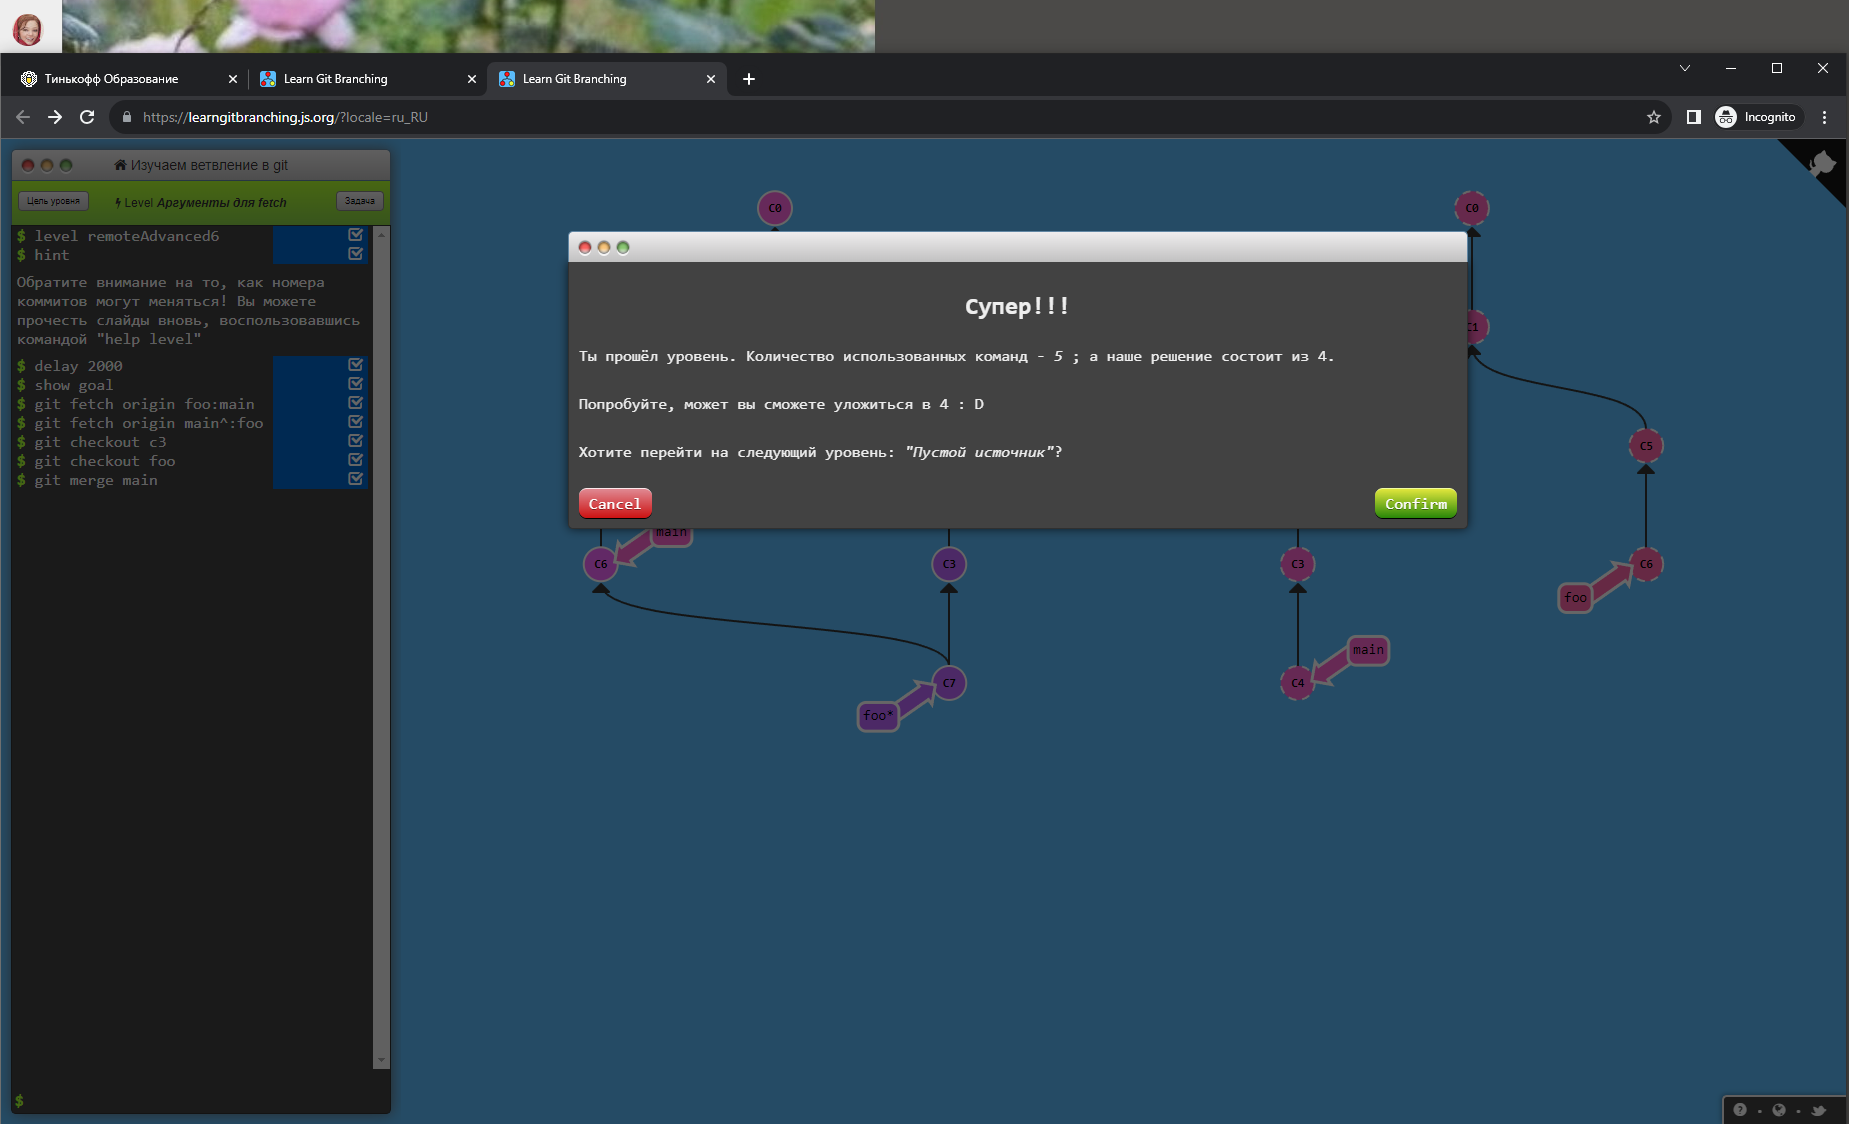 Тинькофф Образование
Learn Git Branching
Learn Git Branching
https://learngitbranching.js.org/?locale=ru_RU
Incognito
Изучаем ветвление в git
Цель уровня
Level Аргументы для fetch
Задача
$ level remoteAdvanced6
$ hint
Обратите внимание на то, как номера
коммитов могут меняться! Вы можете
прочесть слайды вновь, воспользовавшись
командой "help level"
$ delay 2000
$ show goal
$ git fetch origin foo:main
$ git fetch origin main^:foo
$ git checkout c3
$ git checkout foo
$ git merge main
$
C0
C0
Супер!!!
Ты прошёл уровень. Количество использованных команд - 5 ; а наше решение состоит из 4.
Попробуйте, может вы сможете уложиться в 4 : D
Хотите перейти на следующий уровень: "Пустой источник"?
Cancel
Confirm
C1
C5
main
C6
C3
C3
C6
foo
main
C7
C4
foo*